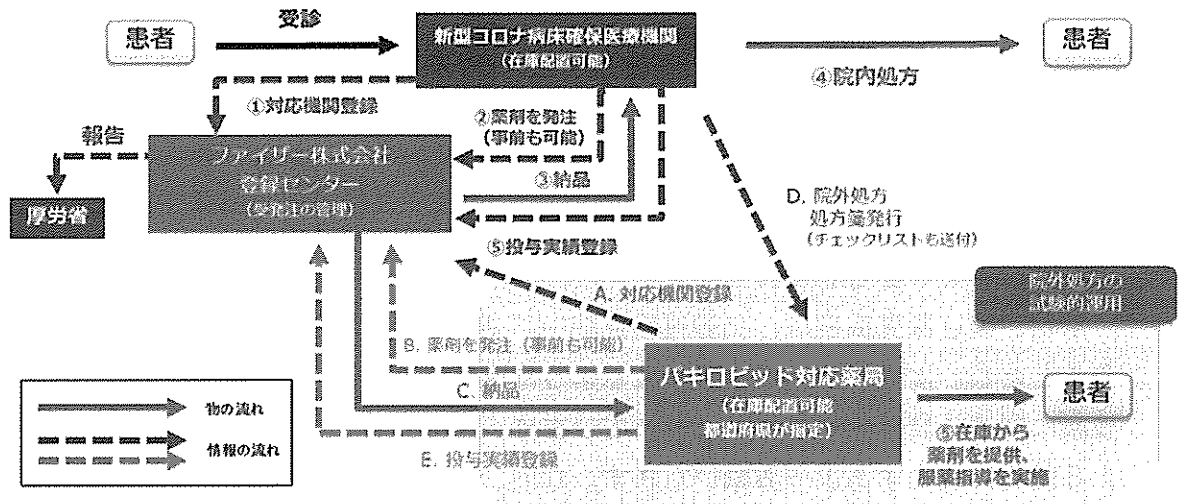 患者
受診
新型コロナ病床確保医療機関
(在庫配置可能)
患者
④院内処方
①対応機関登録
②薬剤を発注
(事前も可能)
報告
ファイザー株式会社
登録センター
(受発注の管理)
③納品
厚労省
D. 院外処方
処方箋発行
(チェックリストも送付)
⑤投与実績登録
院外処方の
試験的運用
A. 対応機関登録
B. 薬剤を発注(事前も可能)
パキロビッド対応薬局
(在庫配置可能
都道府県が指定)
患者
C. 納品
物の流れ
情報の流れ
E. 投与実績登録
⑤在庫から
薬剤を提供、
服薬指導を実施